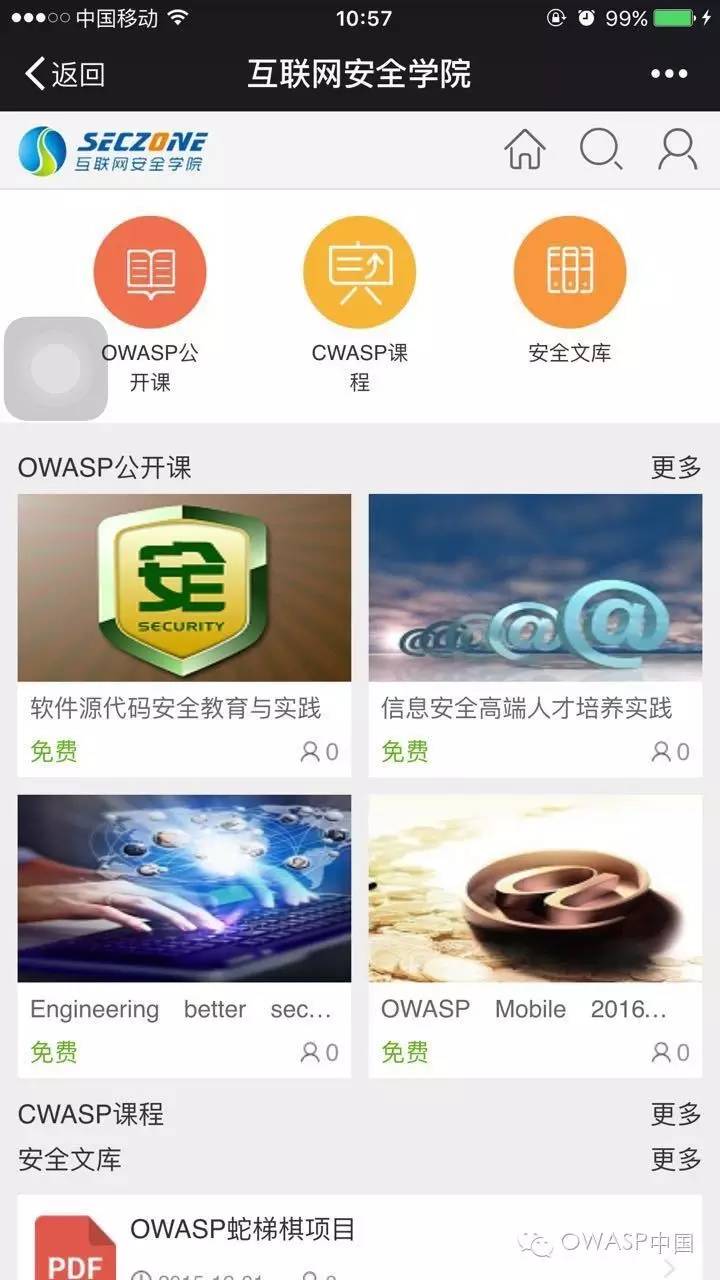 中国移动 10:57 99%
返回 互联网安全学院
SECZONE
互联网安全学院
OWASP公
开课
CWASP课
程
安全文库
OWASP公开课 更多
安
SECURITY
软件源代码安全教育与实践
免费 0
信息安全高端人才培养实践
免费 0
Engineering better sec...
免费 0
OWASP Mobile 2016...
免费 0
CWASP课程 更多
安全文库 更多
PDF
OWASP蛇梯棋项目
OWASP中国